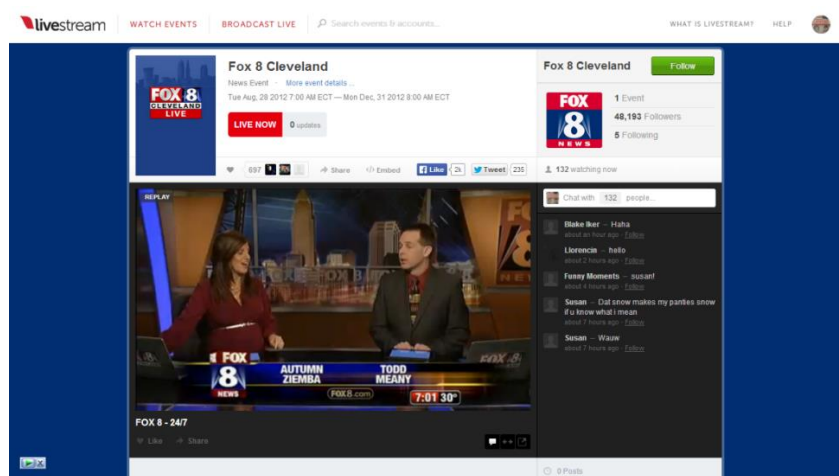 livestream
WATCH EVENTS
BROADCAST LIVE
Search events & accounts...
WHAT IS LIVESTREAM?
HELP
FOX 8
CLEVELAND
LIVE
Fox 8 Cleveland
News Event · More event details ...
Tue Aug, 28 2012 7:00 AM ECT — Mon Dec, 31 2012 8:00 AM ECT
LIVE NOW
0 updates
697
Share
</> Embed
Like
2k
Tweet
235
Fox 8 Cleveland
Follow
FOX
8
NEWS
1 Event
48,193 Followers
5 Following
132 watching now
REPLAY
FOX
8
NEWS
AUTUMN
ZIEMBA
TODD
MEANY
FOX8.com
7:01 30°
FOX 8 - 24/7
Like
Share
Chat with 132 people...
Blake Iker – Haha
about an hour ago · Follow
Llorencin – hello
about 2 hours ago · Follow
Funny Moments – susan!
about 4 hours ago · Follow
Susan – Dat snow makes my panties snow
if u know what i mean
about 7 hours ago · Follow
Susan – Wauw
about 7 hours ago · Follow
0 Posts